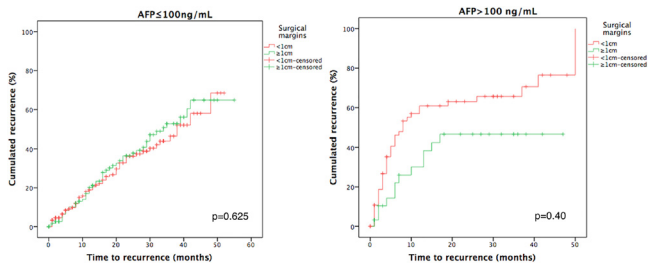 AFP≤100ng/mL
Surgical
margins
<1cm
≥1cm
<1cm-censored
≥1cm-censored
Cumulated recurrence (%)
100
80
60
40
20
0
0 10 20 30 40 50 60
p=0.625
Time to recurrence (months)
AFP>100 ng/mL
Surgical
margins
<1cm
≥1cm
<1cm-censored
≥1cm-censored
Cumulated recurrence (%)
100
80
60
40
20
0
0 10 20 30 40 50
p=0.40
Time to recurrence (months)